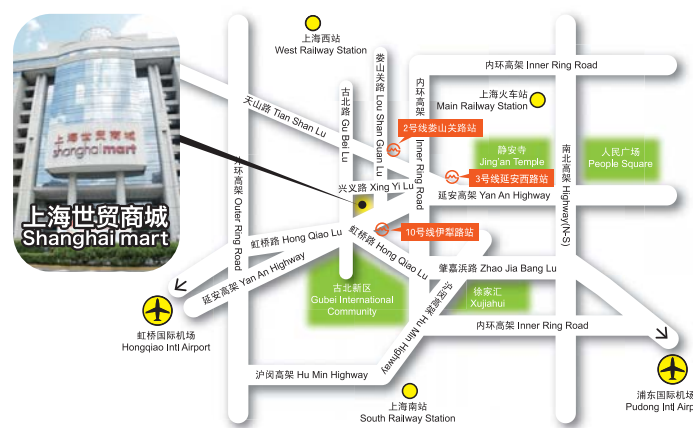 上海世贸商城
shanghaimart
上海世贸商城
Shanghai mart
上海西站
West Railway Station
天山路 Tian Shan Lu
古北路 Gu Bei Lu
娄山关路 Lou Shan Guan Lu
内环高架 Inner Ring Road
内环高架 Inner Ring Road
上海火车站
Main Railway Station
2号线娄山关路站
静安寺
Jing'an Temple
人民广场
People Square
3号线延安西路站
南北高架 Highway(N-S)
外环高架 Outer Ring Road
兴义路 Xing Yi Lu
延安高架 Yan An Highway
10号线伊犁路站
虹桥路 Hong Qiao Lu
虹桥路 Hong Qiao Lu
延安高架 Yan An Highway
肇嘉浜路 Zhao Jia Bang Lu
古北新区
Gubei International
Community
徐家汇
Xujiahui
沪闵高架 Hu Min Highway
虹桥国际机场
Hongqiao Intl Airport
内环高架 Inner Ring Road
沪闵高架 Hu Min Highway
上海南站
South Railway Station
浦东国际机场
Pudong Intl Airp